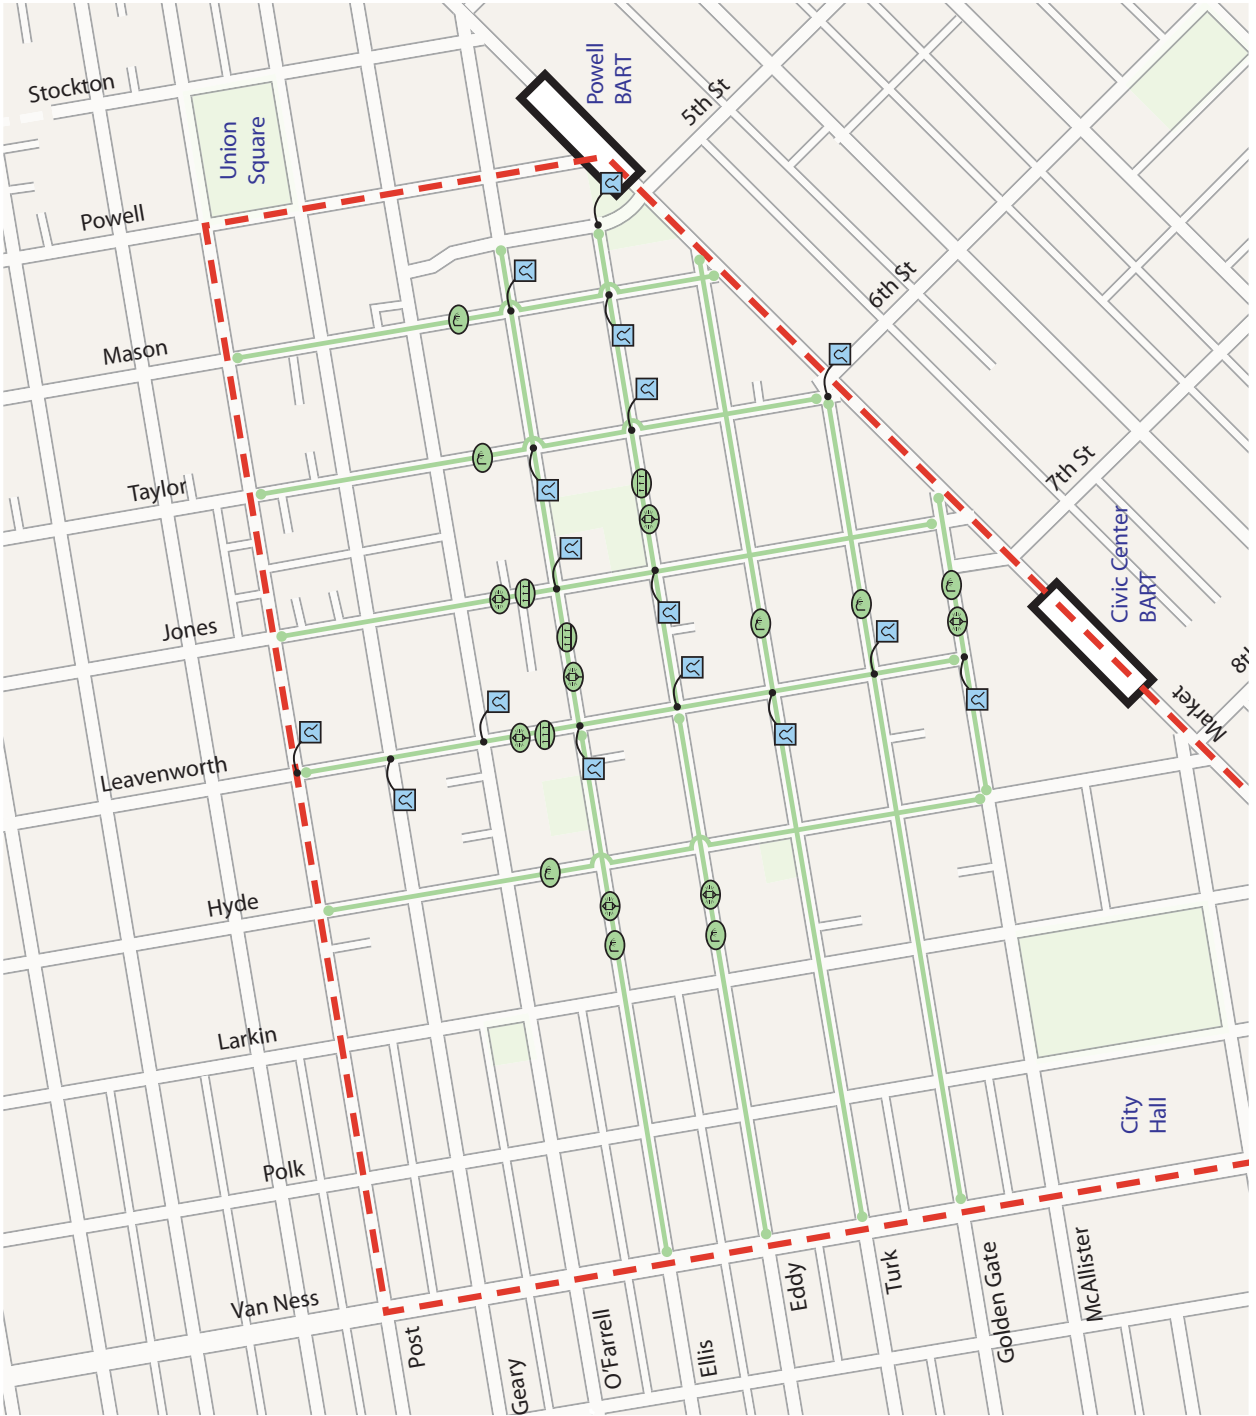 Stockton
Powell
BART
5th St
Union
Square
Powell
6th St
Mason
7th St
Taylor
Civic Center
BART
Jones
8th
Market
Leavenworth
Hyde
Larkin
City
Hall
Polk
Van Ness
Post
Geary
O'Farrell
Ellis
Eddy
Turk
Golden Gate
McAllister